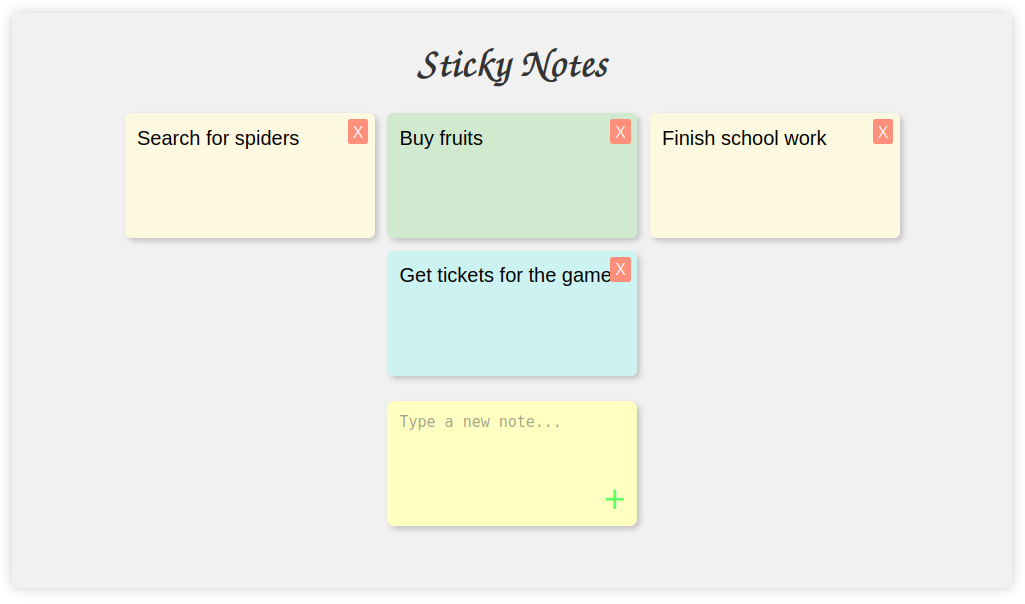 Sticky Notes
Search for spiders
X
Buy fruits
X
Finish school work
X
Get tickets for the game
X
Type a new note...
+